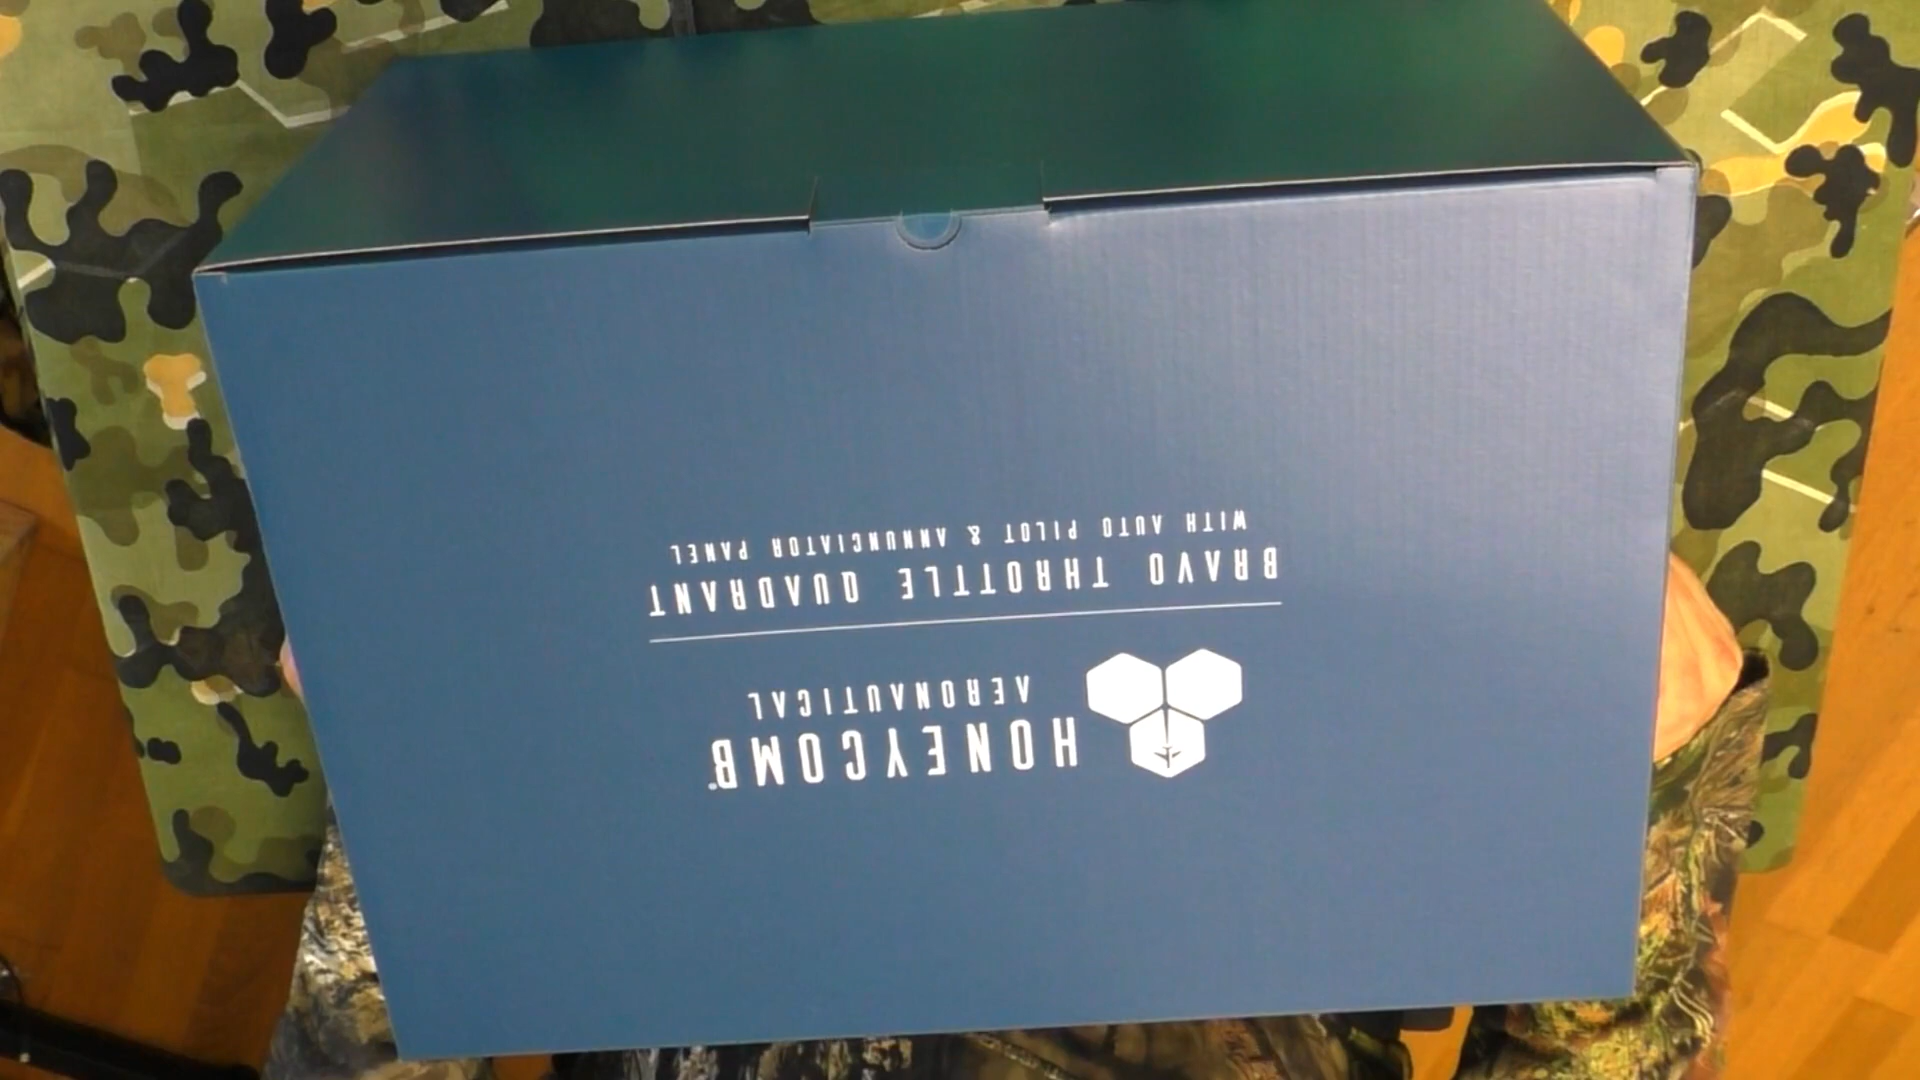 HONEYCOMB®
AERONAUTICAL
BRAVO THROTTLE QUADRANT
WITH AUTO PILOT & ANNUNCIATOR PANEL